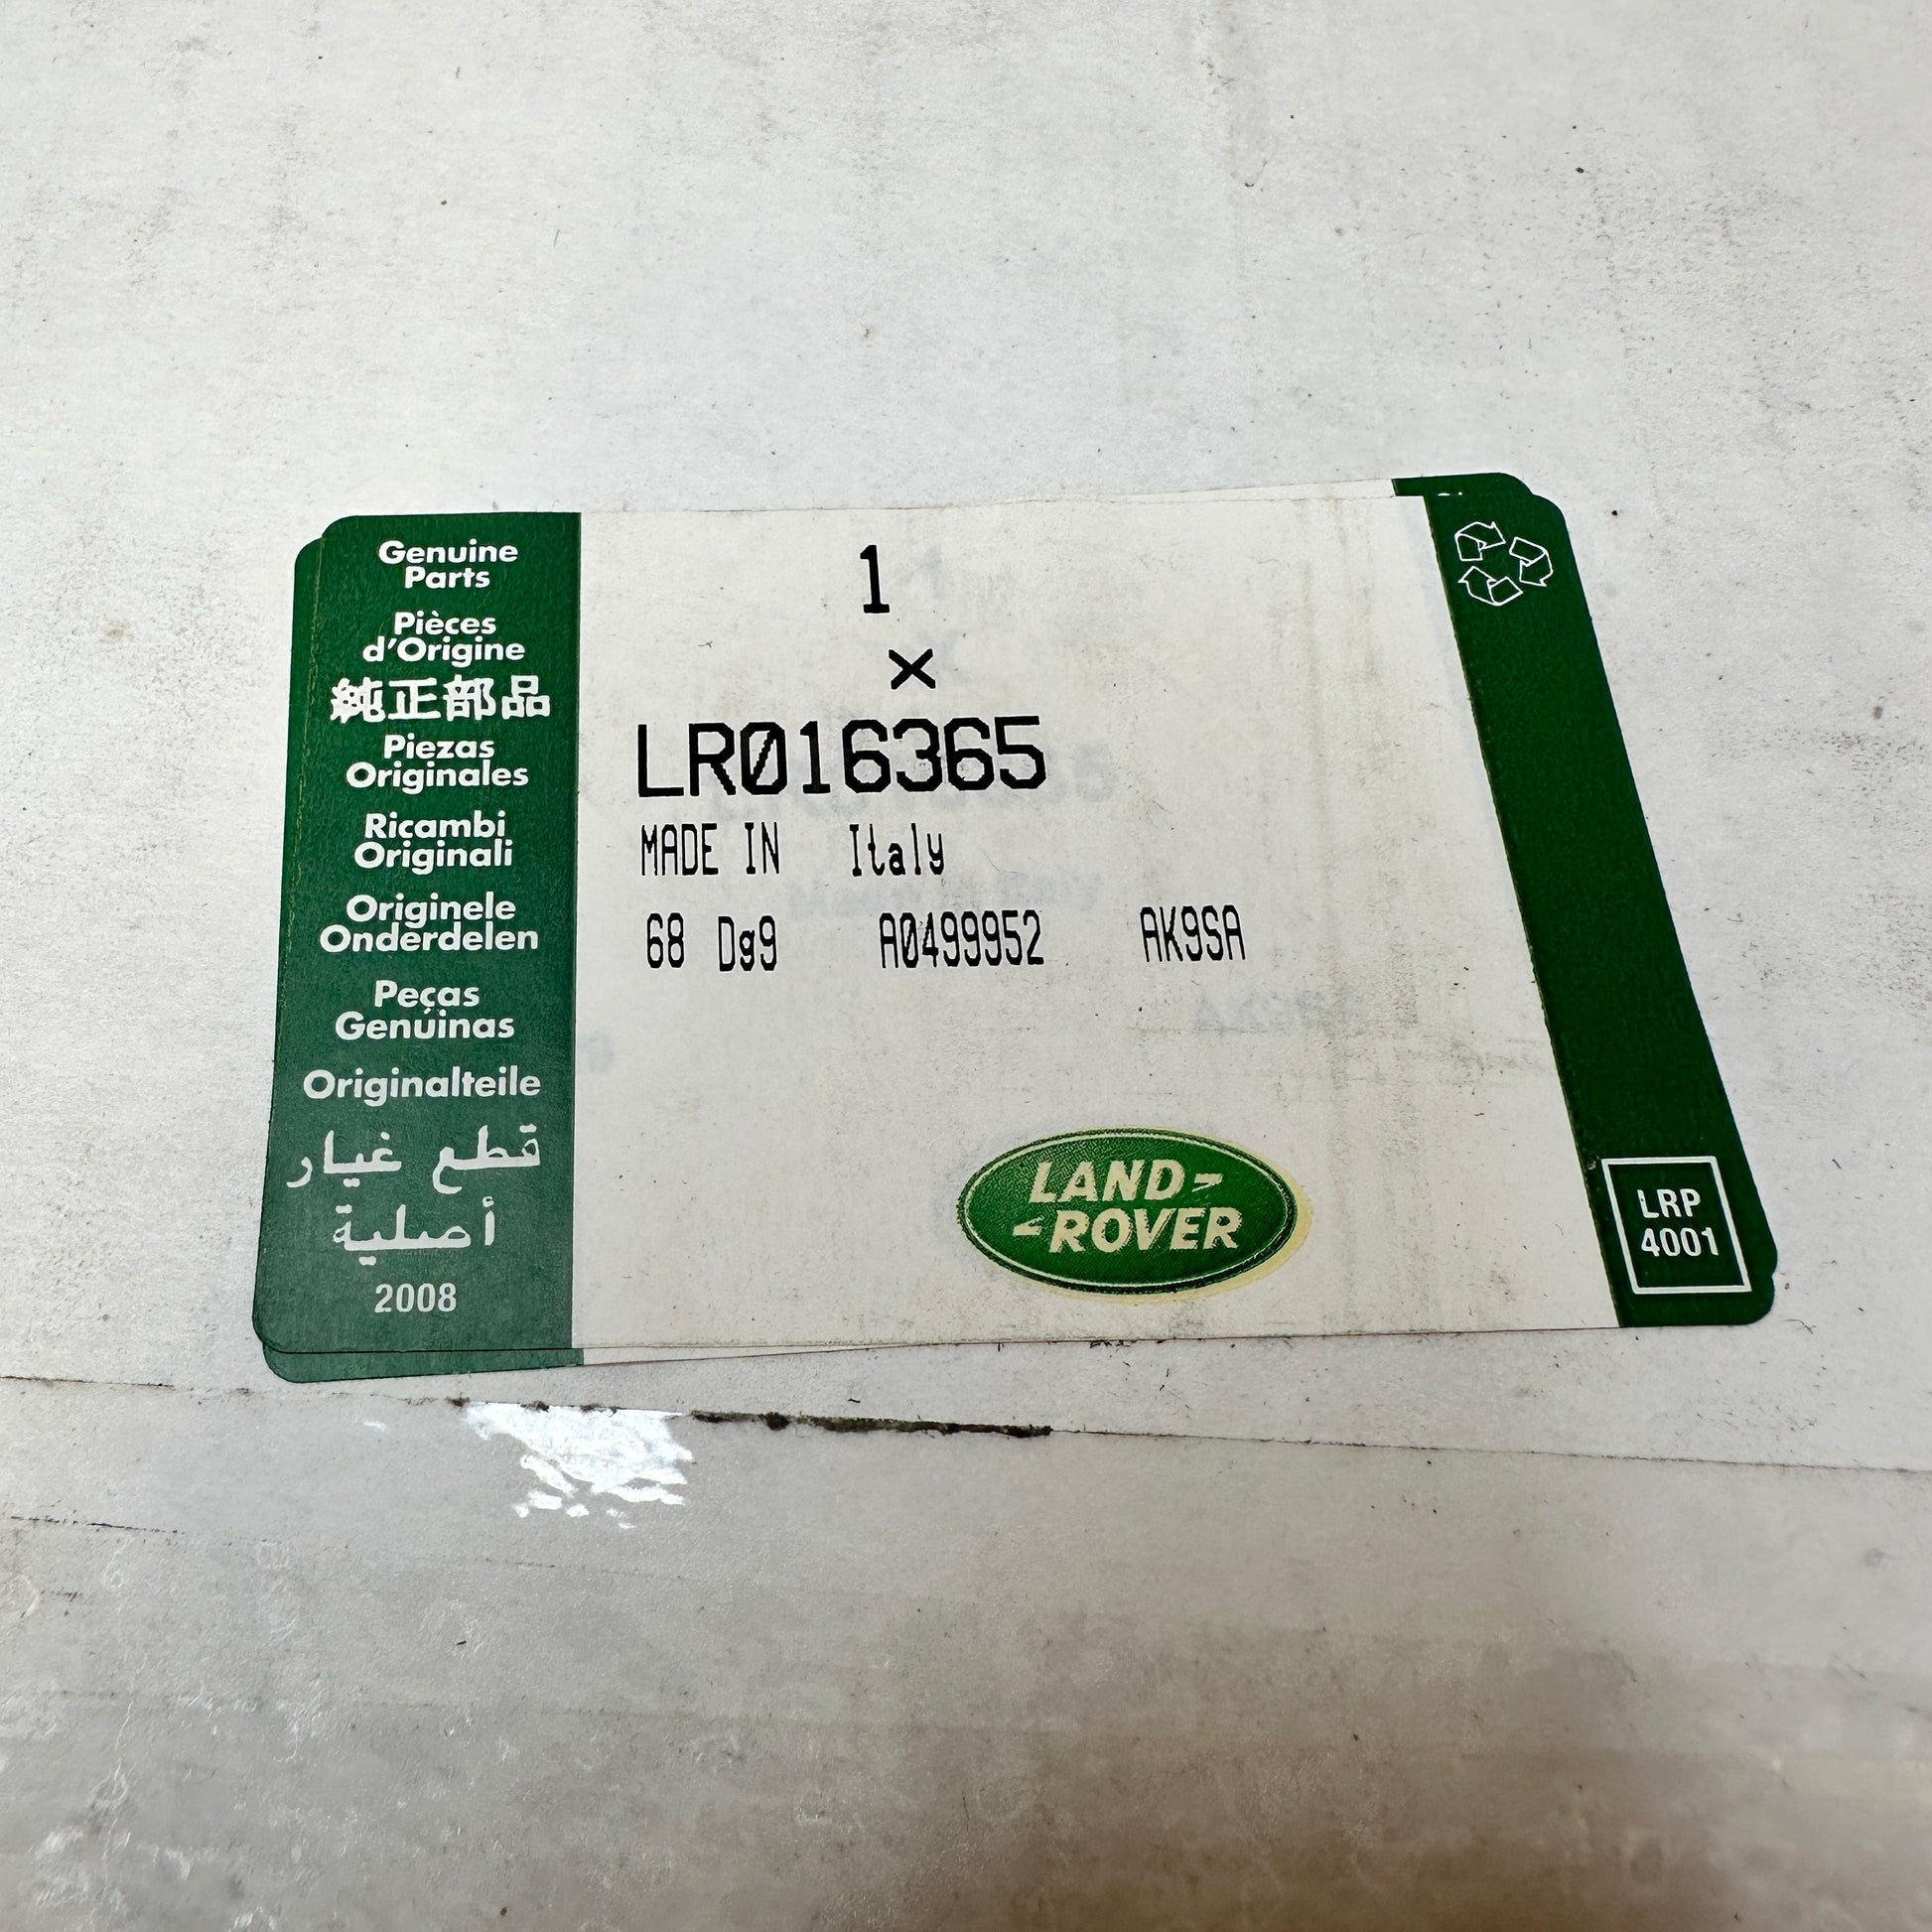 Genuine
Parts
Pièces
d'Origine
純正部品
Piezas
Originales
Ricambi
Originali
Originele
Onderdelen
Peças
Genúinas
Originalteile
قطع غيار
أصلية
2008
1
×
LR016365
MADE IN Italy
68 Dg9 A0499952 AK9SA
LAND-
-ROVER
LRP
4001